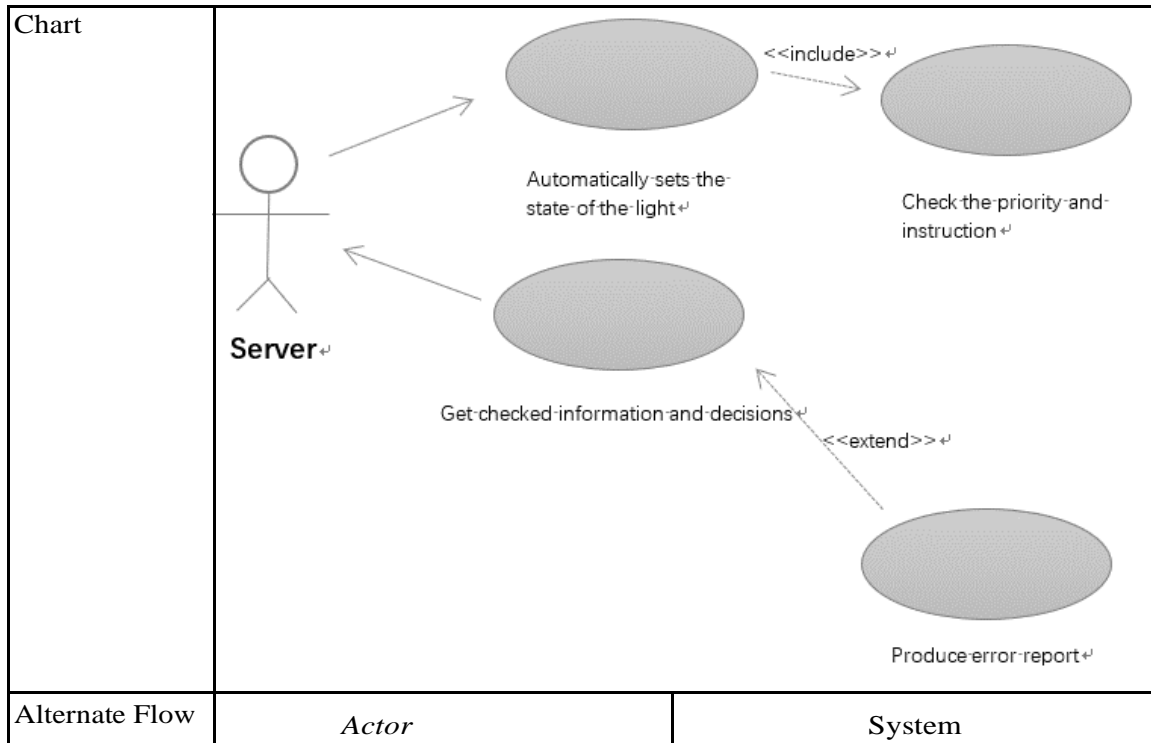 Chart
<<include>>
Automatically sets the
state of the light
Check the priority and
instruction
Server
Get checked information and decisions
<<extend>>
Produce error report
Alternate Flow
Actor
System